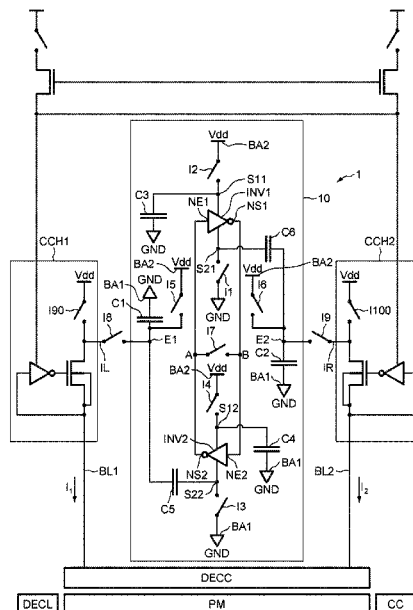 Vdd
BA2
I2
S11
1
C3
NE1
INV1
NS1
10
GND
CCH1
CCH2
BA2
Vdd
S21
C6
Vdd
BA2
Vdd
GND
BA1
I5
I1
I6
Vdd
I90
I8
C1
GND
I9
I100
IL
E1
A
I7
B
E2
IR
BA2
Vdd
C2
BA1
I4
GND
S12
INV2
C4
NS2
NE2
BA1
BL1
S22
GND
BL2
C5
I3
I1
I2
BA1
GND
DECC
DECL
PM
CC